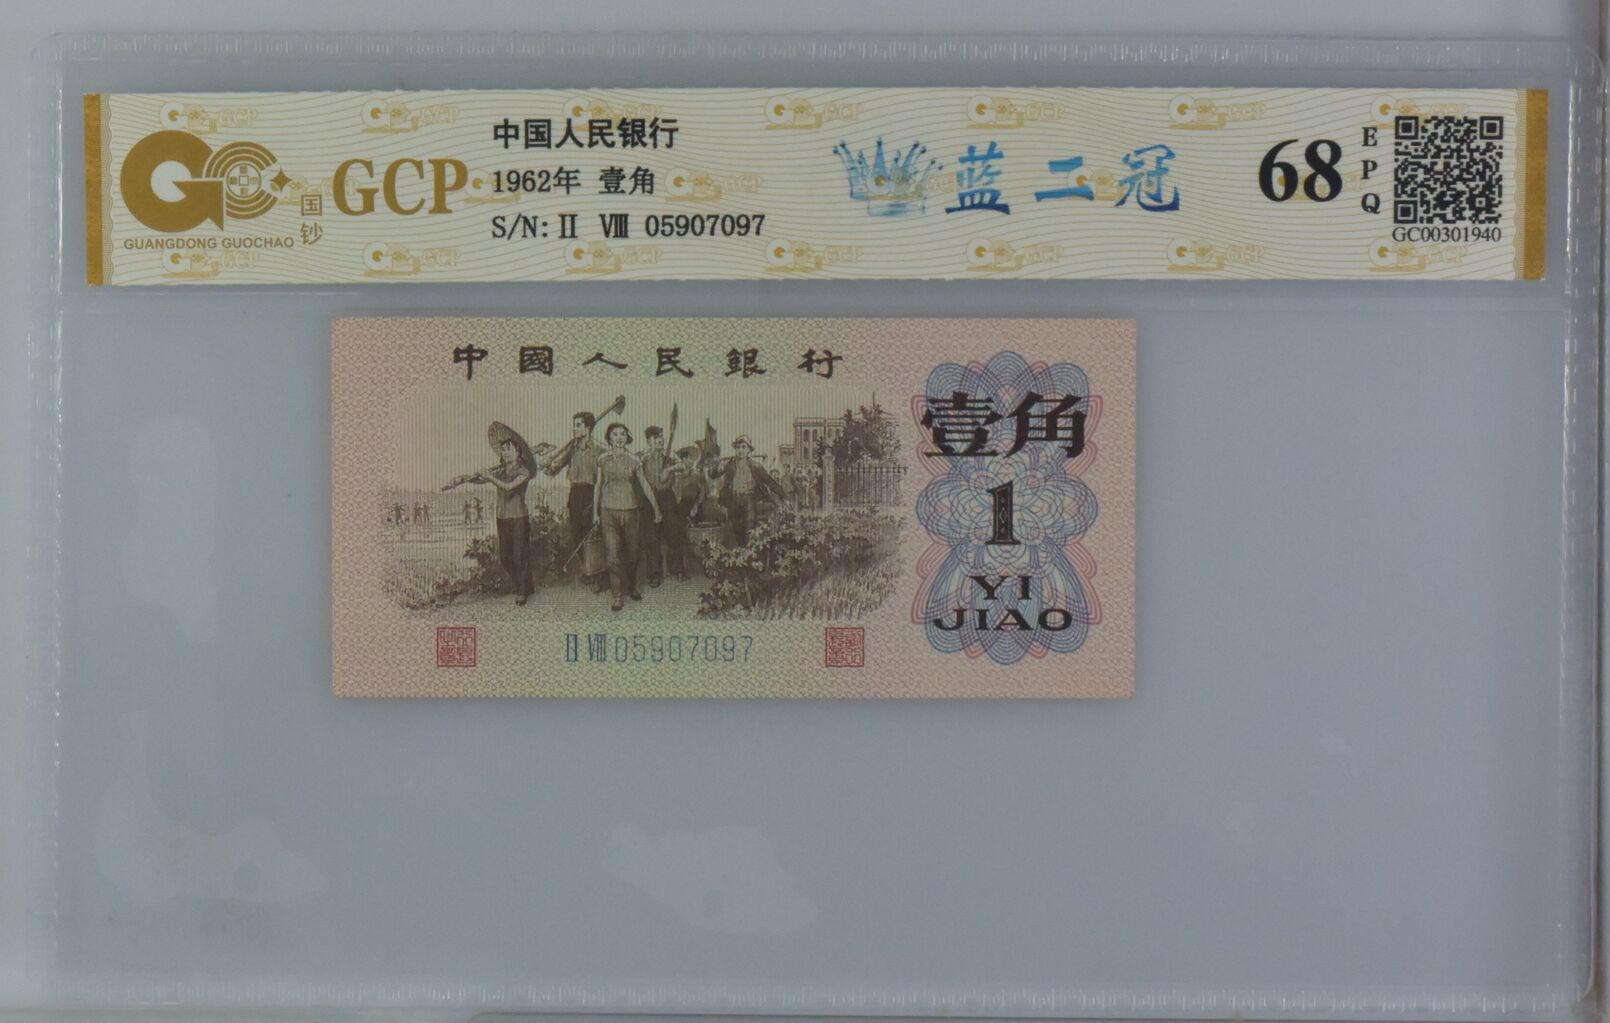 GUANGDONG GUOCHAO
国钞
GCP
中国人民银行
1962年 壹角
S/N: II VIII 05907097
蓝二冠
68
EPQ
GC00301940
中國人民銀行
壹角
1
YI
JIAO
II VIII 05907097